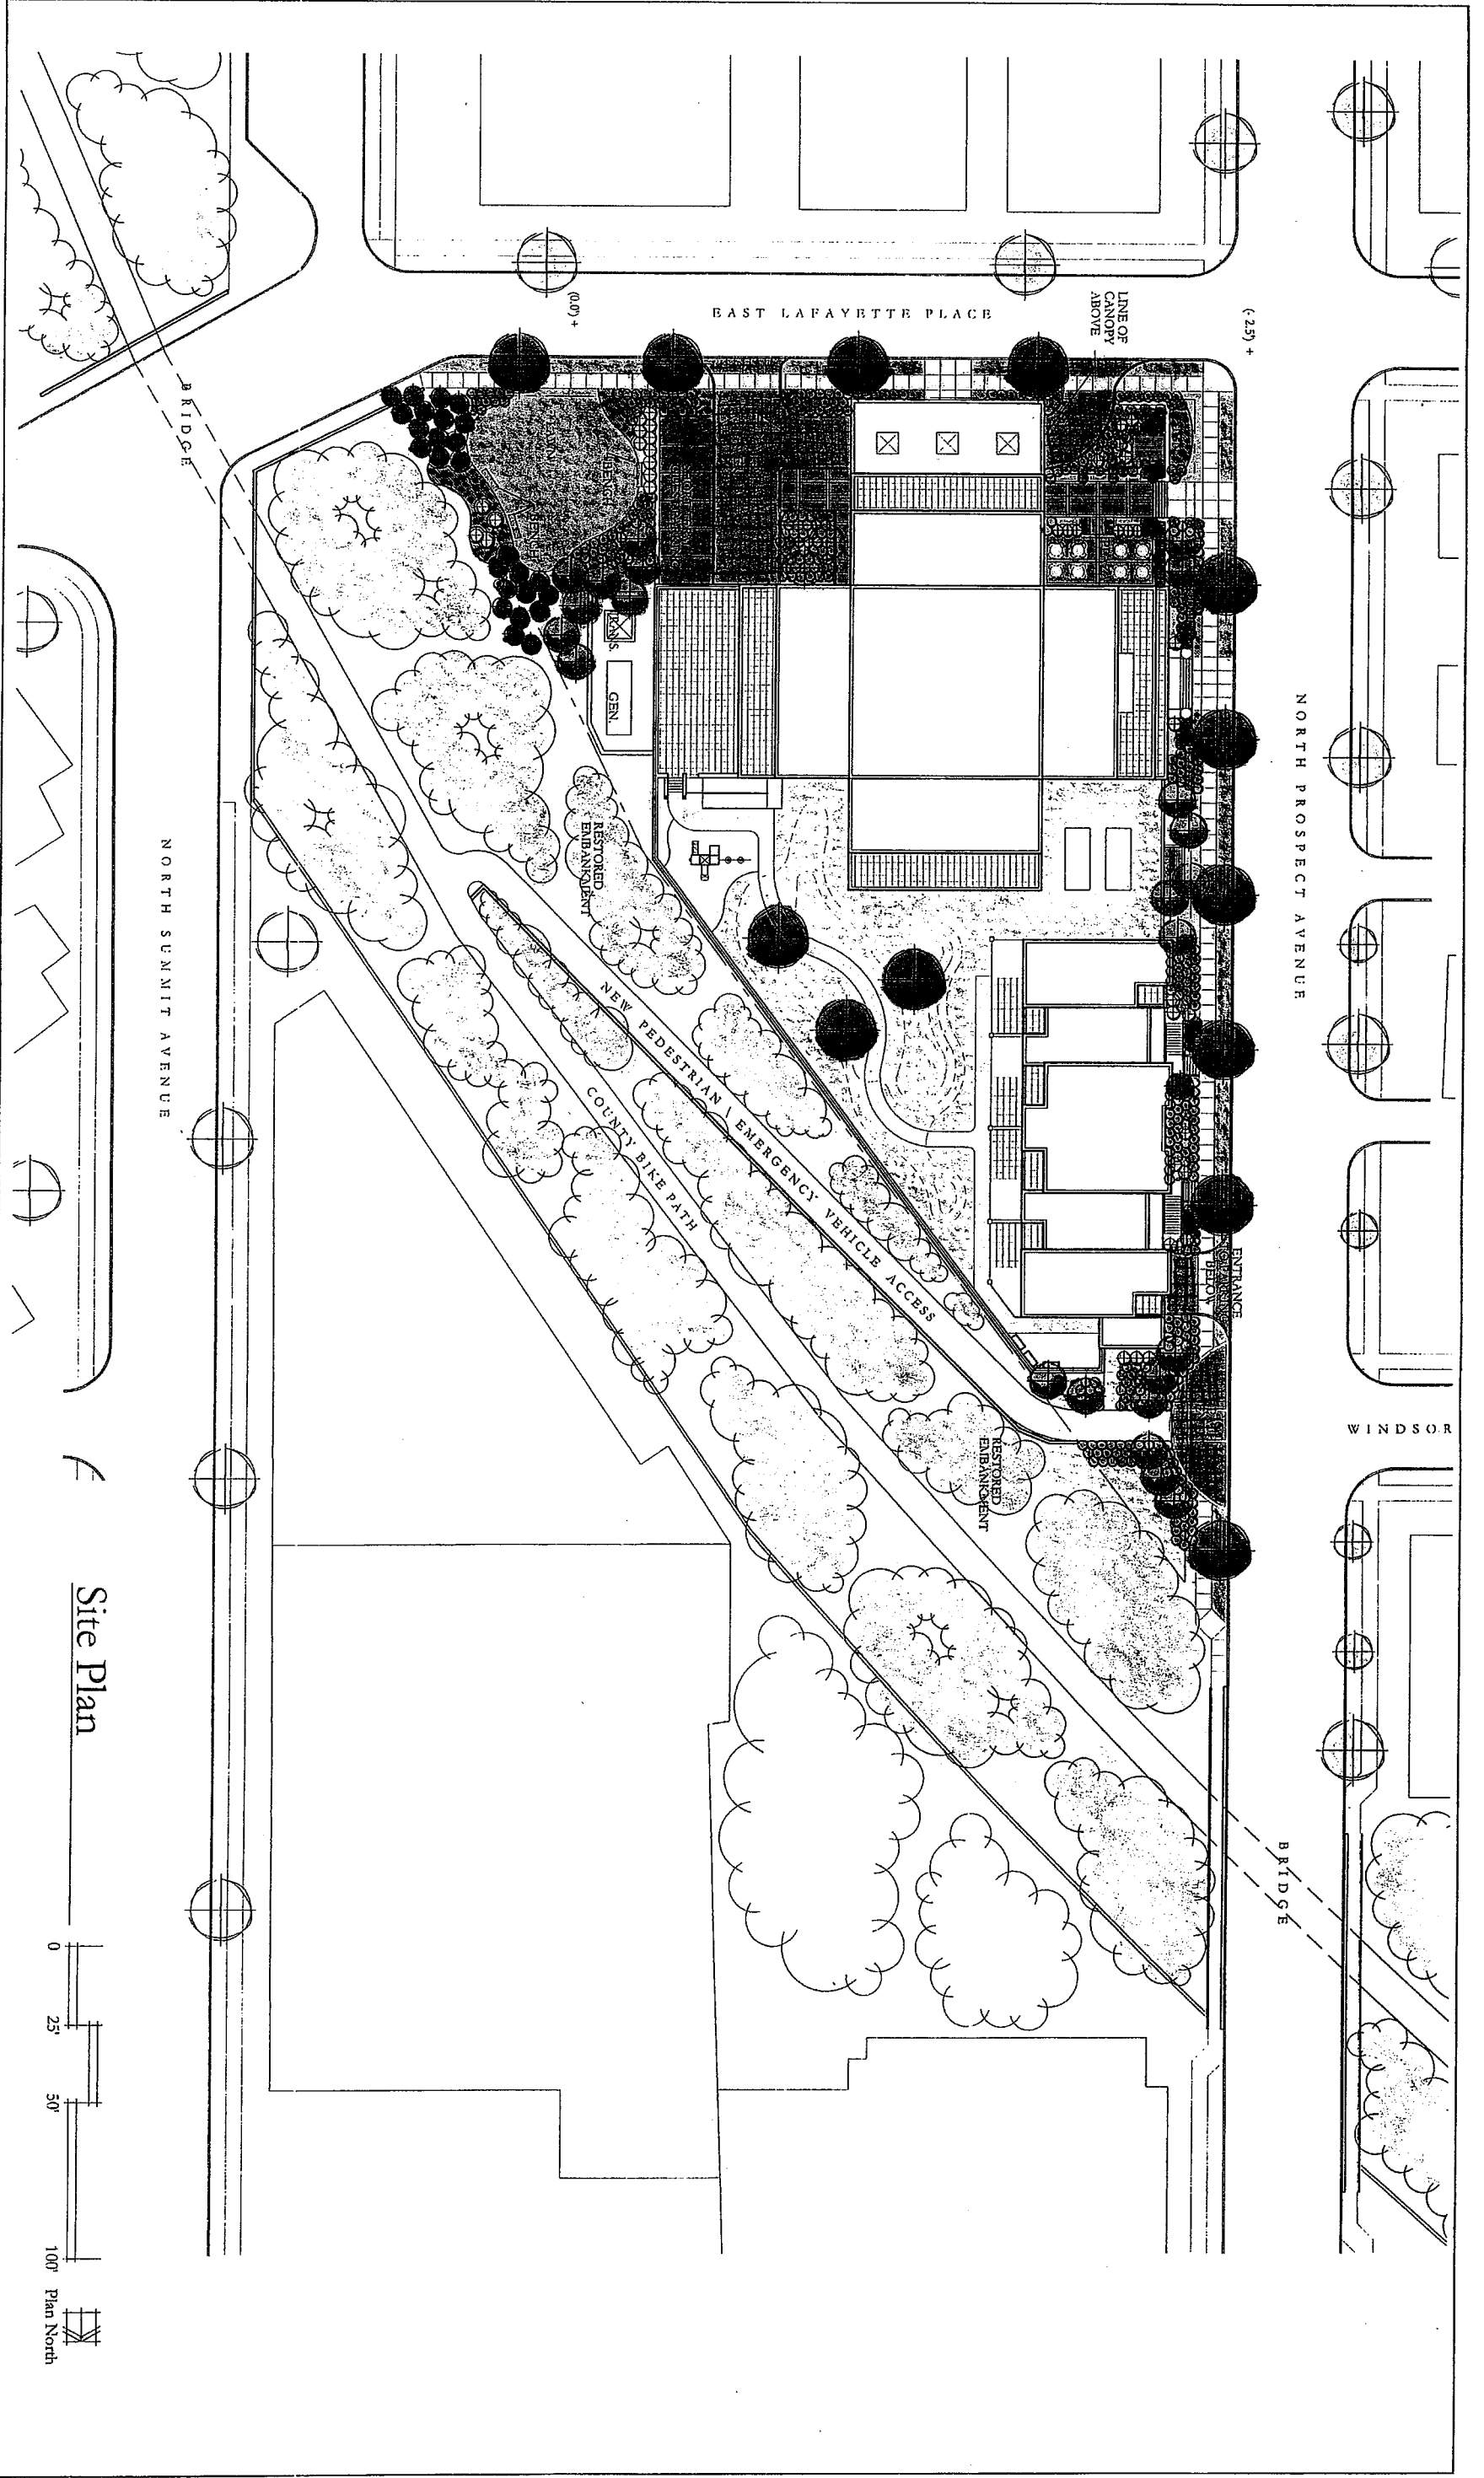 EAST LAFAYETTE PLACE
LINE OF
CANOPY
ABOVE
(0.0') +
(- 2.5') +
BRIDGE
TRANS.
GEN.
RESTORED
EMBANKMENT
NORTH PROSPECT AVENUE
NORTH SUMMIT AVENUE
NEW PEDESTRIAN \ EMERGENCY VEHICLE ACCESS
COUNTY BIKE PATH
ENTRANCE
BELOW
WINDSOR
RESTORED
EMBANKMENT
BRIDGE
Site Plan
0 25' 50' 100' Plan North